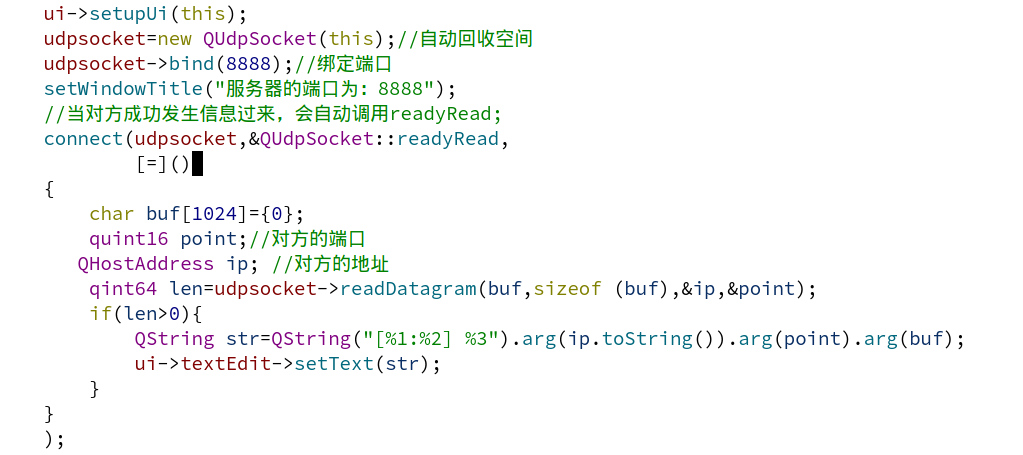 ui->setupUi(this);
udpsocket=new QUdpSocket(this);//自动回收空间
udpsocket->bind(8888);//绑定端口
setWindowTitle("服务器的端口为：8888");
//当对方成功发生信息过来，会自动调用readyRead;
connect(udpsocket,&QUdpSocket::readyRead,
[=]()
{
char buf[1024]={0};
quint16 point;//对方的端口
QHostAddress ip; //对方的地址
qint64 len=udpsocket->readDatagram(buf,sizeof (buf),&ip,&point);
if(len>0){
QString str=QString("[%1:%2] %3").arg(ip.toString()).arg(point).arg(buf);
ui->textEdit->setText(str);
}
}
);